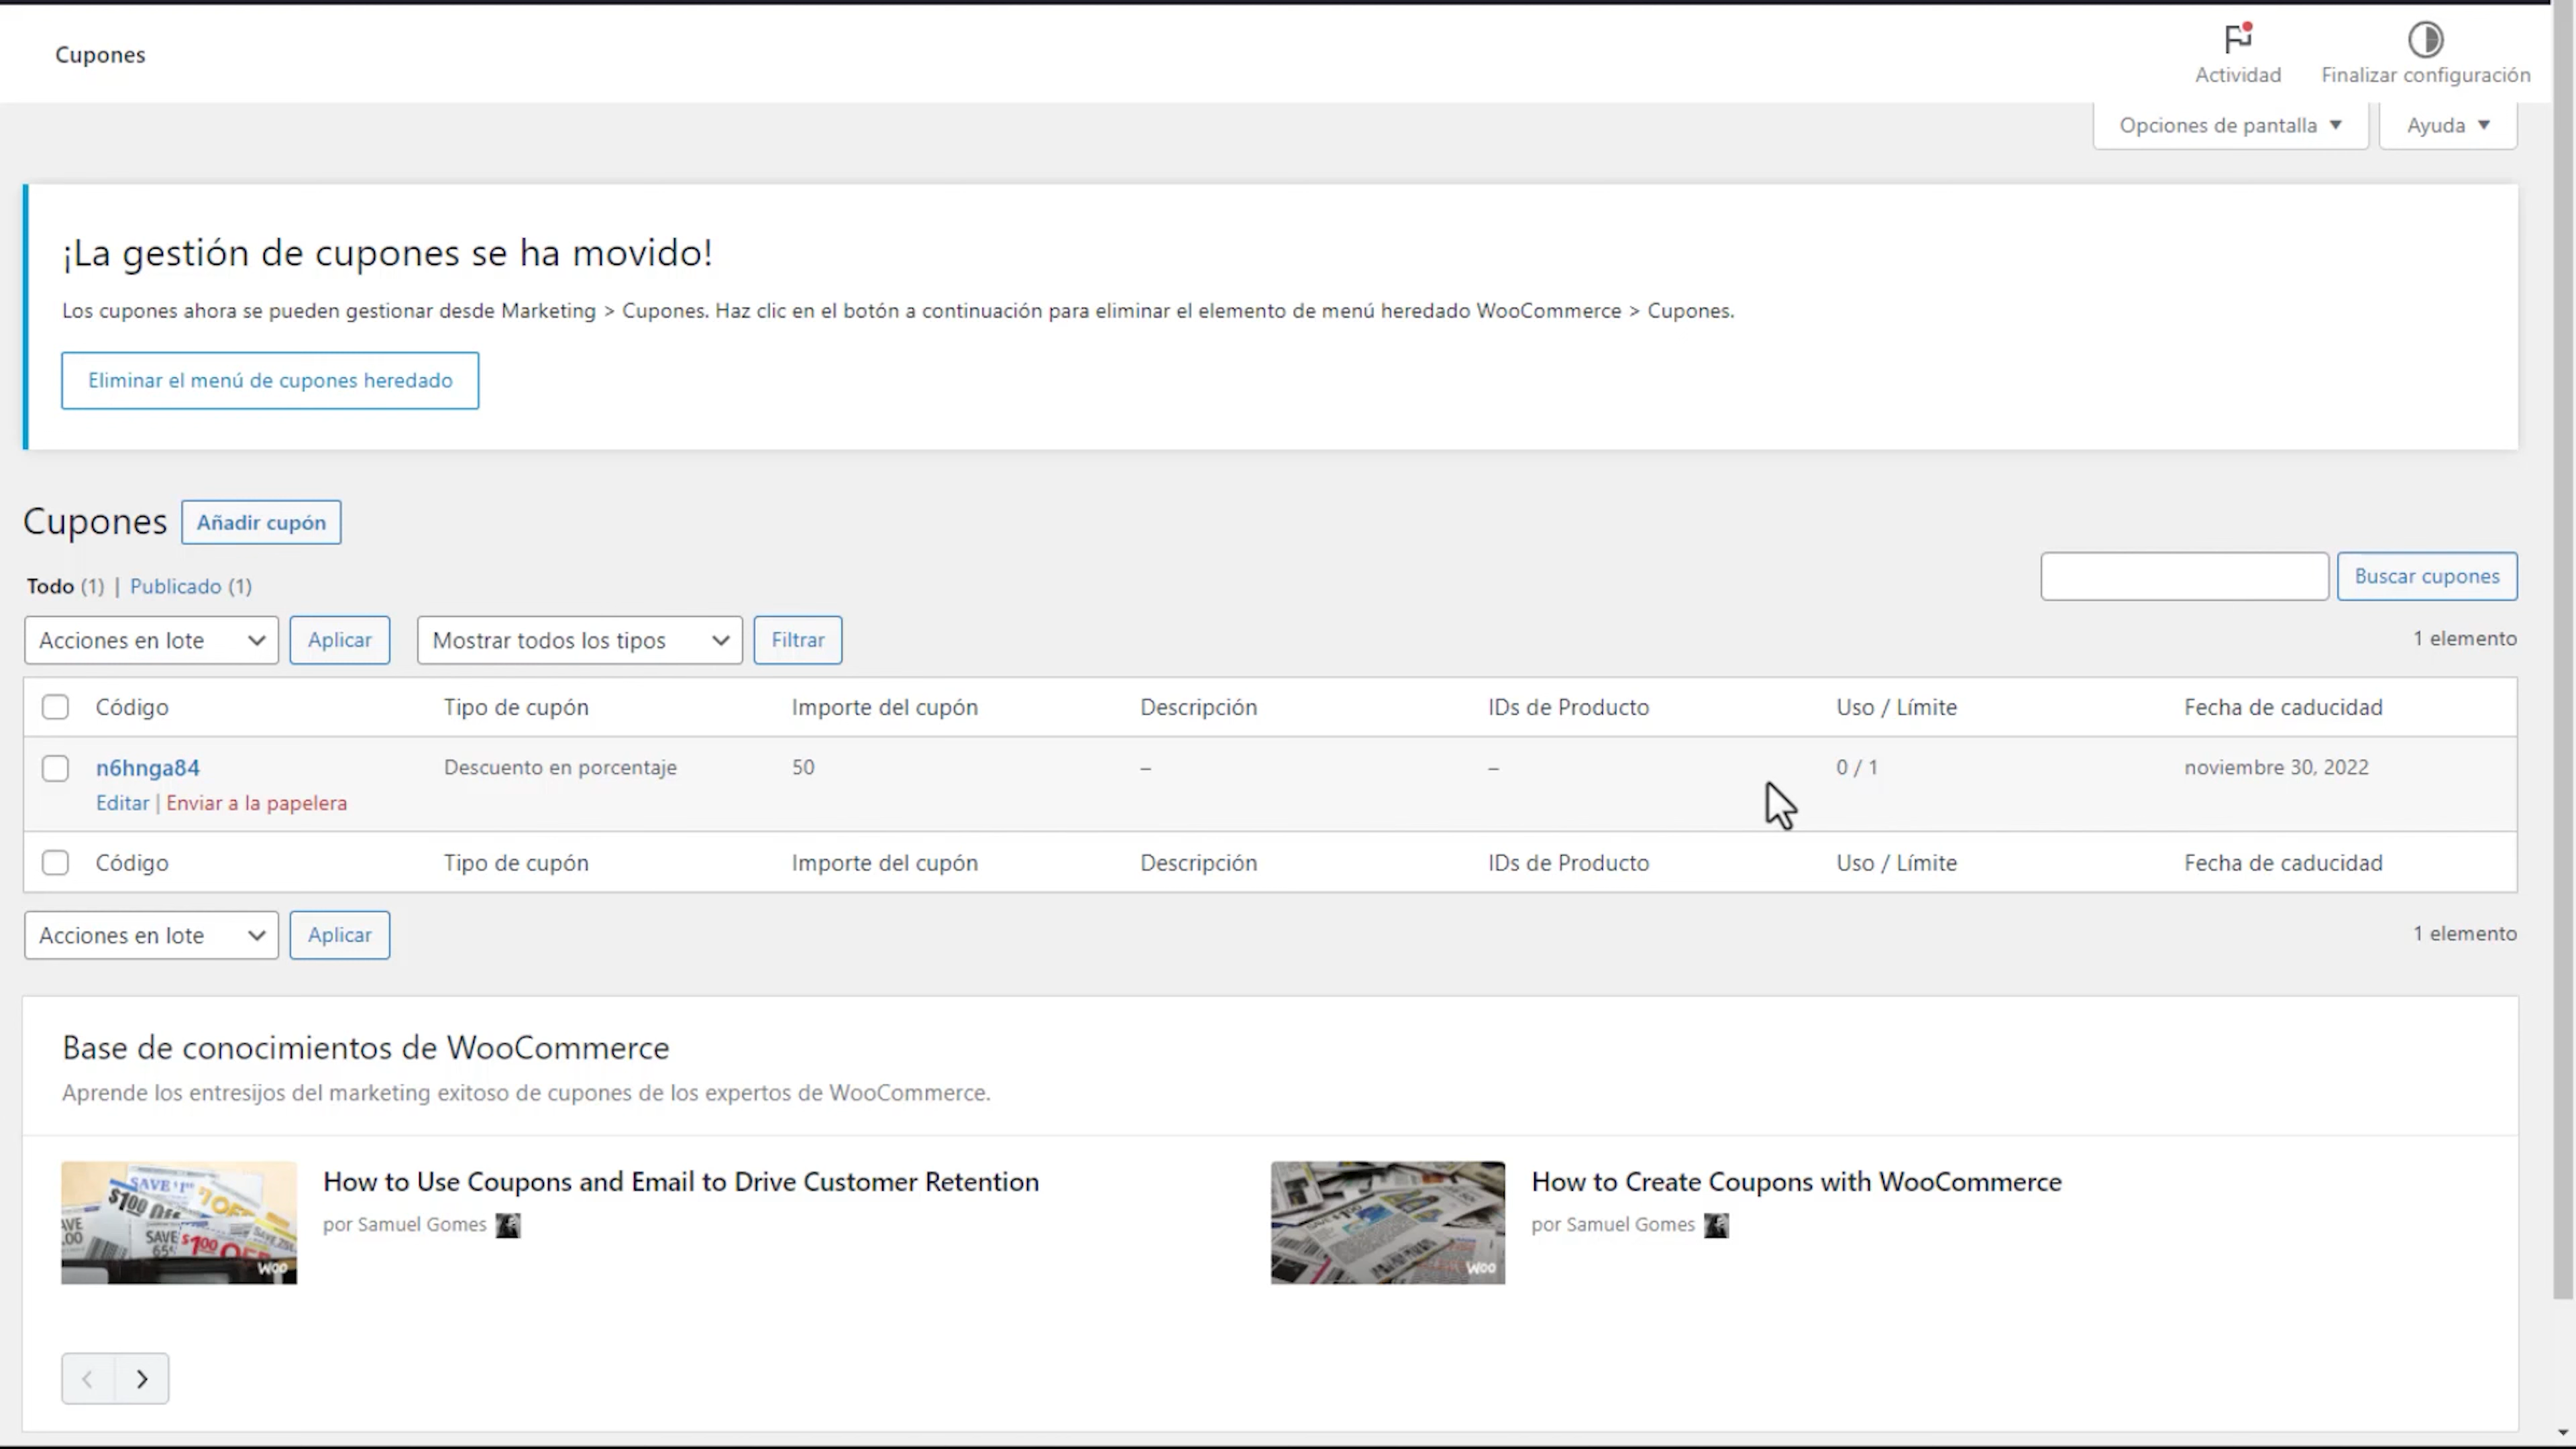 Cupones
Actividad
Finalizar configuración
Opciones de pantalla
Ayuda
¡La gestión de cupones se ha movido!
Los cupones ahora se pueden gestionar desde Marketing > Cupones. Haz clic en el botón a continuación para eliminar el elemento de menú heredado WooCommerce > Cupones.
Eliminar el menú de cupones heredado
Cupones Añadir cupón
Todo (1) | Publicado (1)
Buscar cupones
Acciones en lote Aplicar Mostrar todos los tipos Filtrar 1 elemento
Código Tipo de cupón Importe del cupón Descripción IDs de Producto Uso / Límite Fecha de caducidad
n6hnga84 Descuento en porcentaje 50 – – 0 / 1 noviembre 30, 2022
Editar | Enviar a la papelera
Código Tipo de cupón Importe del cupón Descripción IDs de Producto Uso / Límite Fecha de caducidad
Acciones en lote Aplicar 1 elemento
Base de conocimientos de WooCommerce
Aprende los entresijos del marketing exitoso de cupones de los expertos de WooCommerce.
How to Use Coupons and Email to Drive Customer Retention
por Samuel Gomes
How to Create Coupons with WooCommerce
por Samuel Gomes